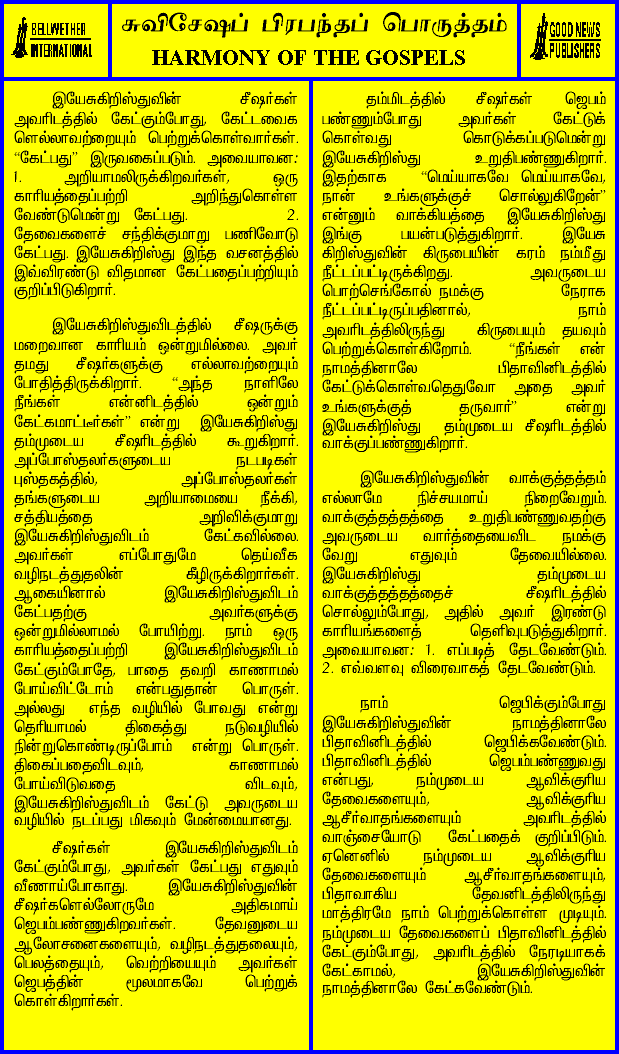 BELLWETHER
INTERNATIONAL
சுவிசேஷப் பிரபந்தப் பொருத்தம்
HARMONY OF THE GOSPELS
GOOD NEWS
PUBLISHERS
இயேசுகிறிஸ்துவின் சீஷர்கள்
அவரிடத்தில் கேட்கும்போது, கேட்டவைக
ளெல்லாவற்றையும் பெற்றுக்கொள்வார்கள்.
“கேட்பது” இருவகைப்படும். அவையாவன:
1. அறியாமலிருக்கிறவர்கள், ஒரு
காரியத்தைப்பற்றி அறிந்துகொள்ள
வேண்டுமென்று கேட்பது. 2.
தேவைகளைச் சந்திக்குமாறு பணிவோடு
கேட்பது. இயேசுகிறிஸ்து இந்த வசனத்தில்
இவ்விரண்டு விதமான கேட்பதைப்பற்றியும்
குறிப்பிடுகிறார்.
இயேசுகிறிஸ்துவிடத்தில் சீஷருக்கு
மறைவான காரியம் ஒன்றுமில்லை. அவர்
தமது சீஷர்களுக்கு எல்லாவற்றையும்
போதித்திருக்கிறார். “அந்த நாளிலே
நீங்கள் என்னிடத்தில் ஒன்றும்
கேட்கமாட்டீர்கள்” என்று இயேசுகிறிஸ்து
தம்முடைய சீஷரிடத்தில் கூறுகிறார்.
அப்போஸ்தலர்களுடைய நடபடிகள்
புஸ்தகத்தில், அப்போஸ்தலர்கள்
தங்களுடைய அறியாமையை நீக்கி,
சத்தியத்தை அறிவிக்குமாறு
இயேசுகிறிஸ்துவிடம் கேட்கவில்லை.
அவர்கள் எப்போதுமே தெய்வீக
வழிநடத்துதலின் கீழிருக்கிறார்கள்.
ஆகையினால் இயேசுகிறிஸ்துவிடம்
கேட்பதற்கு அவர்களுக்கு
ஒன்றுமில்லாமல் போயிற்று. நாம் ஒரு
காரியத்தைப்பற்றி இயேசுகிறிஸ்துவிடம்
கேட்கும்போதே, பாதை தவறி காணாமல்
போய்விட்டோம் என்பதுதான் பொருள்.
அல்லது எந்த வழியில் போவது என்று
தெரியாமல் திகைத்து நடுவழியில்
நின்றுகொண்டிருப்போம் என்று பொருள்.
திகைப்பதைவிடவும், காணாமல்
போய்விடுவதை விடவும்,
இயேசுகிறிஸ்துவிடம் கேட்டு அவருடைய
வழியில் நடப்பது மிகவும் மேன்மையானது.
சீஷர்கள் இயேசுகிறிஸ்துவிடம்
கேட்கும்போது, அவர்கள் கேட்பது எதுவும்
வீணாய்போகாது. இயேசுகிறிஸ்துவின்
சீஷர்களெல்லோருமே அதிகமாய்
ஜெபம்பண்ணுகிறவர்கள். தேவனுடைய
ஆலோசனைகளையும், வழிநடத்துதலையும்,
பெலத்தையும், வெற்றியையும் அவர்கள்
ஜெபத்தின் மூலமாகவே பெற்றுக்
கொள்கிறார்கள்.
தம்மிடத்தில் சீஷர்கள் ஜெபம்
பண்ணும்போது அவர்கள் கேட்டுக்
கொள்வது கொடுக்கப்படுமென்று
இயேசுகிறிஸ்து உறுதிபண்ணுகிறார்.
இதற்காக “மெய்யாகவே மெய்யாகவே,
நான் உங்களுக்குச் சொல்லுகிறேன்”
என்னும் வாக்கியத்தை இயேசுகிறிஸ்து
இங்கு பயன்படுத்துகிறார். இயேசு
கிறிஸ்துவின் கிருபையின் கரம் நம்மீது
நீட்டப்பட்டிருக்கிறது. அவருடைய
பொற்செங்கோல் நமக்கு நேராக
நீட்டப்பட்டிருப்பதினால், நாம்
அவரிடத்திலிருந்து கிருபையும் தயவும்
பெற்றுக்கொள்கிறோம். “நீங்கள் என்
நாமத்தினாலே பிதாவினிடத்தில்
கேட்டுக்கொள்வதெதுவோ அதை அவர்
உங்களுக்குத் தருவார்” என்று
இயேசுகிறிஸ்து தம்முடைய சீஷரிடத்தில்
வாக்குப்பண்ணுகிறார்.
இயேசுகிறிஸ்துவின் வாக்குத்தத்தம்
எல்லாமே நிச்சயமாய் நிறைவேறும்.
வாக்குத்தத்தத்தை உறுதிபண்ணுவதற்கு
அவருடைய வார்த்தையைவிட நமக்கு
வேறு எதுவும் தேவையில்லை.
இயேசுகிறிஸ்து தம்முடைய
வாக்குத்தத்தத்தைச் சீஷரிடத்தில்
சொல்லும்போது, அதில் அவர் இரண்டு
காரியங்களைத் தெளிவுபடுத்துகிறார்.
அவையாவன: 1. எப்படித் தேடவேண்டும்.
2. எவ்வளவு விரைவாகத் தேடவேண்டும்.
நாம் ஜெபிக்கும்போது
இயேசுகிறிஸ்துவின் நாமத்தினாலே
பிதாவினிடத்தில் ஜெபிக்கவேண்டும்.
பிதாவினிடத்தில் ஜெபம்பண்ணுவது
என்பது, நம்முடைய ஆவிக்குரிய
தேவைகளையும், ஆவிக்குரிய
ஆசீர்வாதங்களையும் அவரிடத்தில்
வாஞ்சையோடு கேட்பதைக் குறிப்பிடும்.
ஏனெனில் நம்முடைய ஆவிக்குரிய
தேவைகளையும் ஆசீர்வாதங்களையும்,
பிதாவாகிய தேவனிடத்திலிருந்து
மாத்திரமே நாம் பெற்றுக்கொள்ள முடியும்.
நம்முடைய தேவைகளைப் பிதாவினிடத்தில்
கேட்கும்போது, அவரிடத்தில் நேரடியாகக்
கேட்காமல், இயேசுகிறிஸ்துவின்
நாமத்தினாலே கேட்கவேண்டும்.